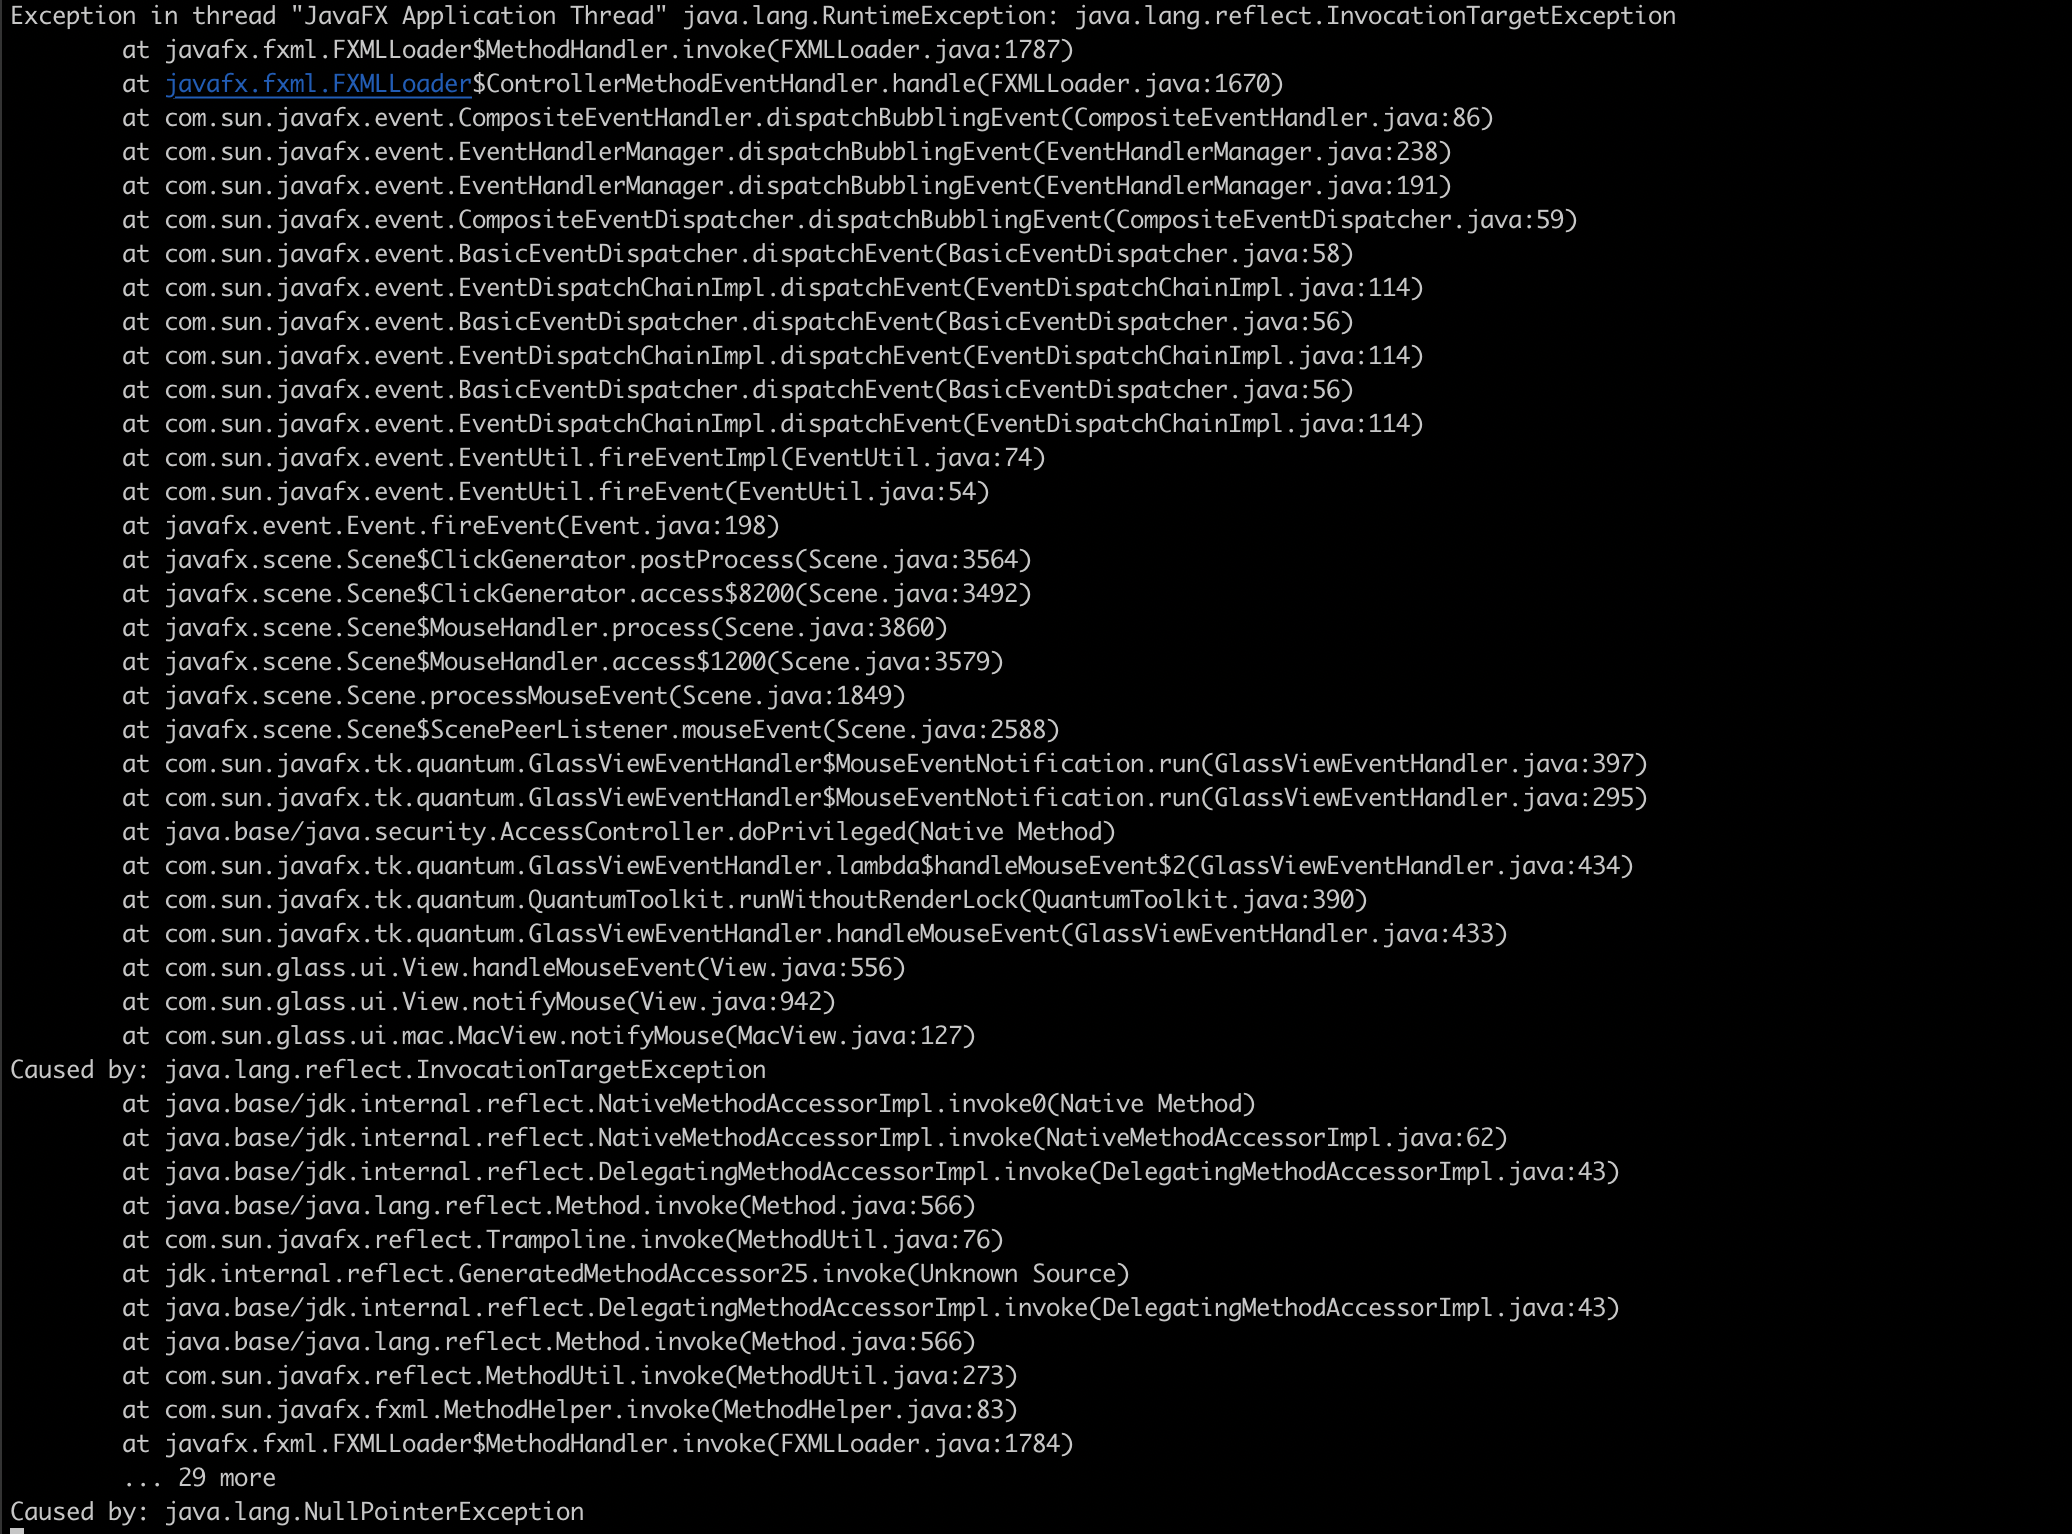 Exception in thread "JavaFX Application Thread" java.lang.RuntimeException: java.lang.reflect.InvocationTargetException
at javafx.fxml.FXMLLoader$MethodHandler.invoke(FXMLLoader.java:1787)
at javafx.fxml.FXMLLoader$ControllerMethodEventHandler.handle(FXMLLoader.java:1670)
at com.sun.javafx.event.CompositeEventHandler.dispatchBubblingEvent(CompositeEventHandler.java:86)
at com.sun.javafx.event.EventHandlerManager.dispatchBubblingEvent(EventHandlerManager.java:238)
at com.sun.javafx.event.EventHandlerManager.dispatchBubblingEvent(EventHandlerManager.java:191)
at com.sun.javafx.event.CompositeEventDispatcher.dispatchBubblingEvent(CompositeEventDispatcher.java:59)
at com.sun.javafx.event.BasicEventDispatcher.dispatchEvent(BasicEventDispatcher.java:58)
at com.sun.javafx.event.EventDispatchChainImpl.dispatchEvent(EventDispatchChainImpl.java:114)
at com.sun.javafx.event.BasicEventDispatcher.dispatchEvent(BasicEventDispatcher.java:56)
at com.sun.javafx.event.EventDispatchChainImpl.dispatchEvent(EventDispatchChainImpl.java:114)
at com.sun.javafx.event.BasicEventDispatcher.dispatchEvent(BasicEventDispatcher.java:56)
at com.sun.javafx.event.EventDispatchChainImpl.dispatchEvent(EventDispatchChainImpl.java:114)
at com.sun.javafx.event.EventUtil.fireEventImpl(EventUtil.java:74)
at com.sun.javafx.event.EventUtil.fireEvent(EventUtil.java:54)
at javafx.event.Event.fireEvent(Event.java:198)
at javafx.scene.Scene$ClickGenerator.postProcess(Scene.java:3564)
at javafx.scene.Scene$ClickGenerator.access$8200(Scene.java:3492)
at javafx.scene.Scene$MouseHandler.process(Scene.java:3860)
at javafx.scene.Scene$MouseHandler.access$1200(Scene.java:3579)
at javafx.scene.Scene.processMouseEvent(Scene.java:1849)
at javafx.scene.Scene$ScenePeerListener.mouseEvent(Scene.java:2588)
at com.sun.javafx.tk.quantum.GlassViewEventHandler$MouseEventNotification.run(GlassViewEventHandler.java:397)
at com.sun.javafx.tk.quantum.GlassViewEventHandler$MouseEventNotification.run(GlassViewEventHandler.java:295)
at java.base/java.security.AccessController.doPrivileged(Native Method)
at com.sun.javafx.tk.quantum.GlassViewEventHandler.lambda$handleMouseEvent$2(GlassViewEventHandler.java:434)
at com.sun.javafx.tk.quantum.QuantumToolkit.runWithoutRenderLock(QuantumToolkit.java:390)
at com.sun.javafx.tk.quantum.GlassViewEventHandler.handleMouseEvent(GlassViewEventHandler.java:433)
at com.sun.glass.ui.View.handleMouseEvent(View.java:556)
at com.sun.glass.ui.View.notifyMouse(View.java:942)
at com.sun.glass.ui.mac.MacView.notifyMouse(MacView.java:127)
Caused by: java.lang.reflect.InvocationTargetException
at java.base/jdk.internal.reflect.NativeMethodAccessorImpl.invoke0(Native Method)
at java.base/jdk.internal.reflect.NativeMethodAccessorImpl.invoke(NativeMethodAccessorImpl.java:62)
at java.base/jdk.internal.reflect.DelegatingMethodAccessorImpl.invoke(DelegatingMethodAccessorImpl.java:43)
at java.base/java.lang.reflect.Method.invoke(Method.java:566)
at com.sun.javafx.reflect.Trampoline.invoke(MethodUtil.java:76)
at jdk.internal.reflect.GeneratedMethodAccessor25.invoke(Unknown Source)
at java.base/jdk.internal.reflect.DelegatingMethodAccessorImpl.invoke(DelegatingMethodAccessorImpl.java:43)
at java.base/java.lang.reflect.Method.invoke(Method.java:566)
at com.sun.javafx.reflect.MethodUtil.invoke(MethodUtil.java:273)
at com.sun.javafx.fxml.MethodHelper.invoke(MethodHelper.java:83)
at javafx.fxml.FXMLLoader$MethodHandler.invoke(FXMLLoader.java:1784)
... 29 more
Caused by: java.lang.NullPointerException